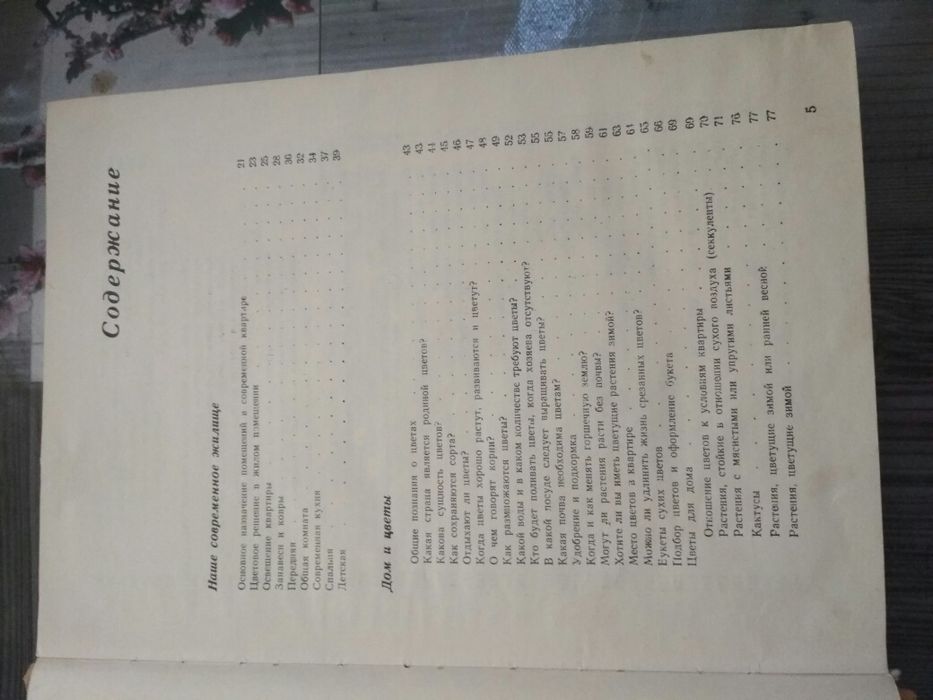 Содержание
Наше современное жилище
Основное назначение помещений в современной квартаре . . . 21
Цветовое решение в жилом помещении . . . 23
Освещение квартиры . . . 25
Занавеси и ковры . . . 28
Передняя . . . 30
Общая комната . . . 32
Современная кухня . . . 34
Спальня . . . 37
Детская . . . 39
Дом и цветы
Общие познания о цветах . . . 43
Какая страна является родиной цветов? . . . 43
Какова сущность цветов? . . . 44
Как сохраняются сорта? . . . 45
Отдыхают ли цветы? . . . 46
Когда цветы хорошо растут, развиваются и цветут? . . . 47
О чем говорят корни? . . . 48
Как размножаются цветы? . . . 49
Какой воды и в каком количестве требуют цветы? . . . 52
Кто будет поливать цветы, когда хозяева отсутствуют? . . . 53
В какой посуде следует выращивать цветы? . . . 55
Какая почва необходима цветам? . . . 55
Удобрение и подкормка . . . 57
Когда и как менять горшечную землю? . . . 58
Могут ли растения расти без почвы? . . . 59
Хотите ли вы иметь цветущие растения зимой? . . . 61
Место цветов в квартире . . . 63
Можно ли удлинить жизнь срезанных цветов? . . . 64
Букеты сухих цветов . . . 65
Подбор цветов и оформление букета . . . 66
Цветы для дома . . . 69
Отношение цветов к условиям квартиры . . . 69
Растения, стойкие в отношении сухого воздуха (секкуленты) 70
Растения с мясистыми или упругими листьями . . . 71
Кактусы . . . 76
Растения, цветущие зимой или ранней весной . . . 77
Растения, цветущие зимой . . . 77
5